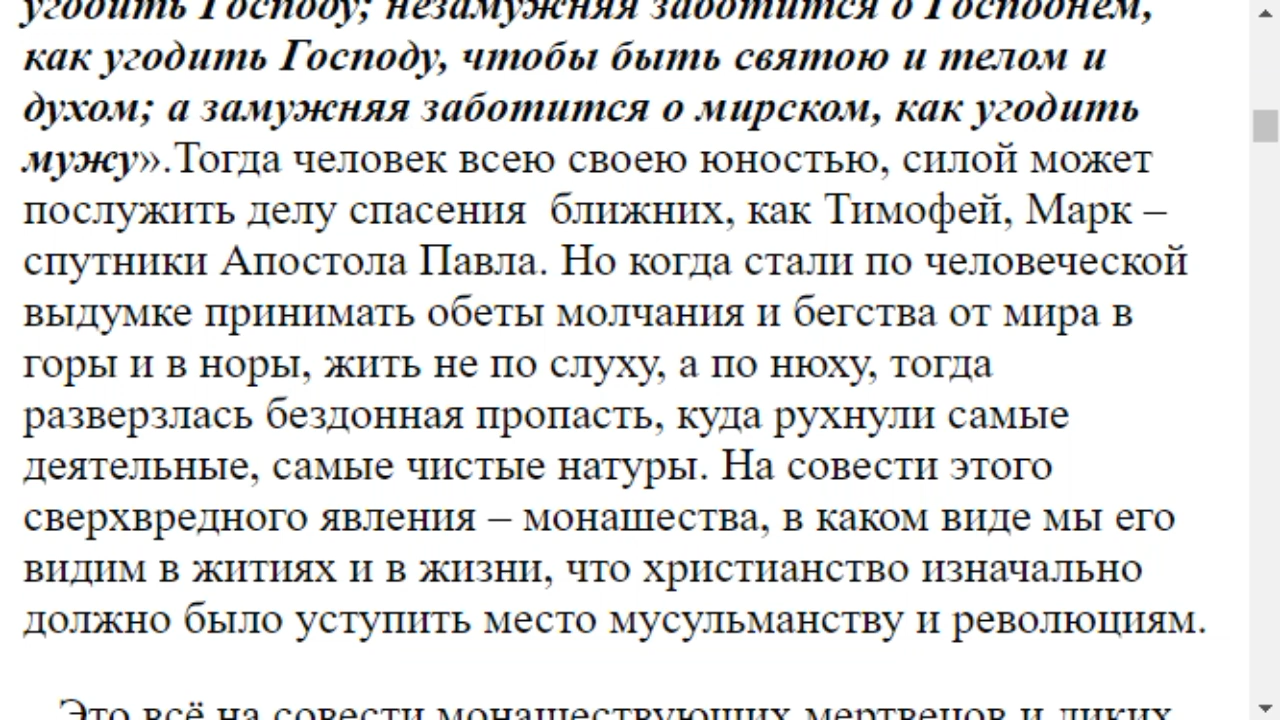 угодить Господу; незамужняя заботится о Господнем,
как угодить Господу, чтобы быть святою и телом и
духом; а замужняя заботится о мирском, как угодить
мужу».Тогда человек всею своею юностью, силой может
послужить делу спасения  ближних, как Тимофей, Марк –
спутники Апостола Павла. Но когда стали по человеческой
выдумке принимать обеты молчания и бегства от мира в
горы и в норы, жить не по слуху, а по нюху, тогда
разверзлась бездонная пропасть, куда рухнули самые
деятельные, самые чистые натуры. На совести этого
сверхвредного явления – монашества, в каком виде мы его
видим в житиях и в жизни, что христианство изначально
должно было уступить место мусульманству и революциям.
Это всё на совести монашествующих мертвецов и диких